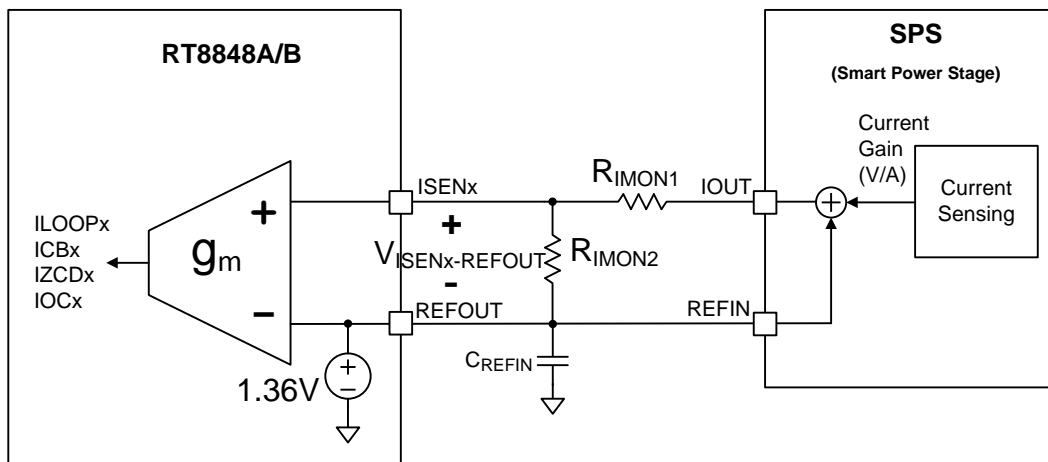 RT8848A/B
SPS
(Smart Power Stage)
Current
Gain
(V/A)
Current
Sensing
ISENx
RIMON1
IOUT
+
+
ILOOPx
ICBx
IZCDx
IOCx
gm
VISENx-REFOUT
RIMON2
-
−
REFOUT
REFIN
CREFIN
1.36V
+
−